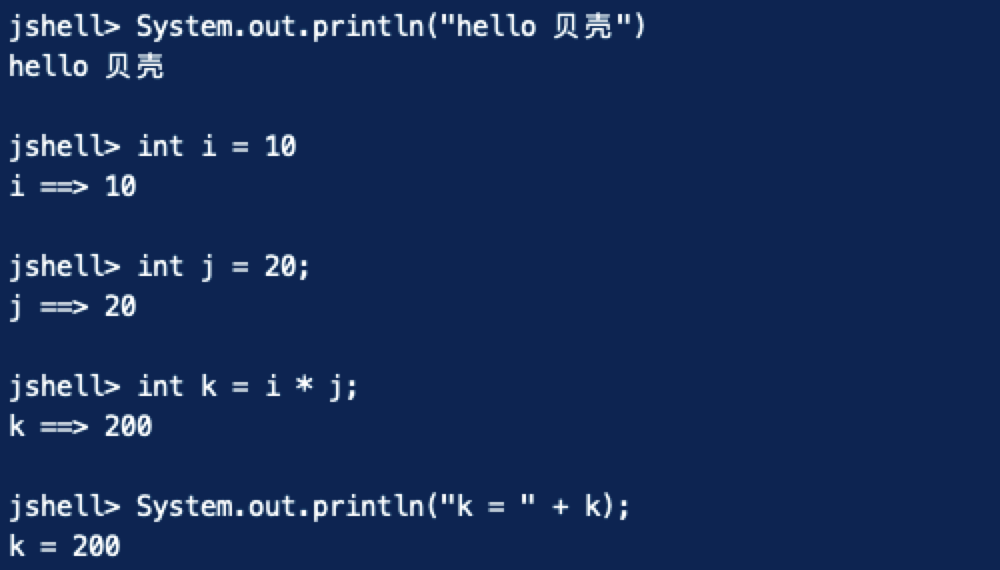 jshell> System.out.println("hello 贝壳")
hello 贝壳
jshell> int i = 10
i ==> 10
jshell> int j = 20;
j ==> 20
jshell> int k = i * j;
k ==> 200
jshell> System.out.println("k = " + k);
k = 200